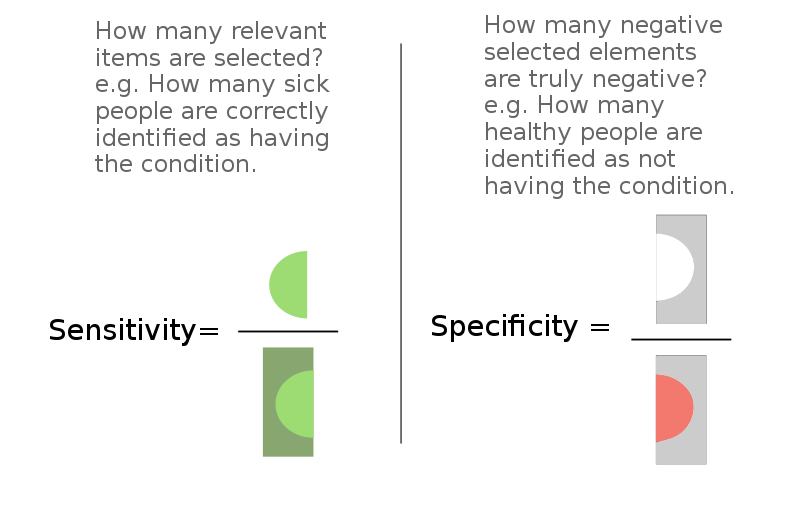 How many relevant
items are selected?
e.g. How many sick
people are correctly
identified as having
the condition.
Sensitivity=
How many negative
selected elements
are truly negative?
e.g. How many
healthy people are
identified as not
having the condition.
Specificity =